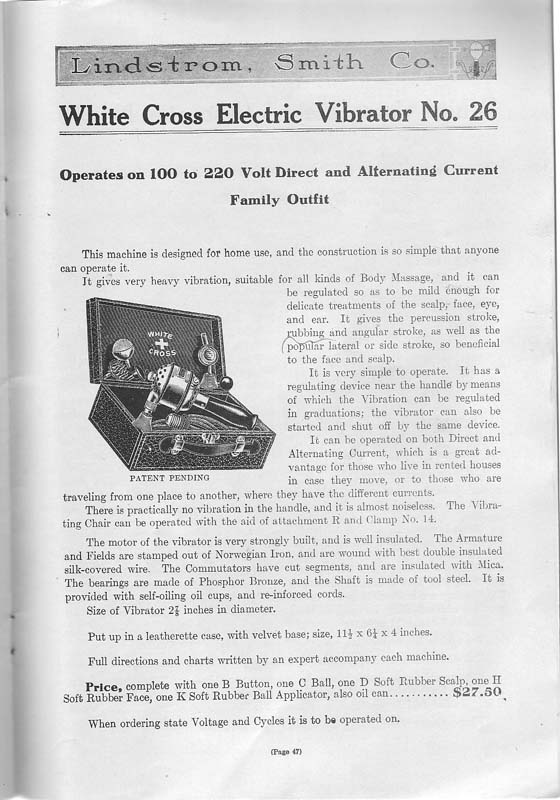 Lindstrom, Smith Co.
White Cross Electric Vibrator No. 26
Operates on 100 to 220 Volt Direct and Alternating Current
Family Outfit
This machine is designed for home use, and the construction is so simple that anyone
can operate it.
It gives very heavy vibration, suitable for all kinds of Body Massage, and it can
be regulated so as to be mild enough for
delicate treatments of the scalp, face, eye,
and ear. It gives the percussion stroke,
rubbing and angular stroke, as well as the
popular lateral or side stroke, so beneficial
to the face and scalp.
It is very simple to operate. It has a
regulating device near the handle by means
of which the Vibration can be regulated
in graduations; the vibrator can also be
started and shut off by the same device.
It can be operated on both Direct and
Alternating Current, which is a great ad-
vantage for those who live in rented houses
in case they move, or to those who are
WHITE
CROSS
PATENT PENDING
traveling from one place to another, where they have the different currents.
There is practically no vibration in the handle, and it is almost noiseless. The Vibra-
ting Chair can be operated with the aid of attachment R and Clamp No. 14.
The motor of the vibrator is very strongly built, and is well insulated. The Armature
and Fields are stamped out of Norwegian Iron, and are wound with best double insulated
silk-covered wire. The Commutators have cut segments, and are insulated with Mica.
The bearings are made of Phosphor Bronze, and the Shaft is made of tool steel. It is
provided with self-oiling oil cups, and re-inforced cords.
Size of Vibrator 2⅞ inches in diameter.
Put up in a leatherette case, with velvet base; size, 11½ x 6¼ x 4 inches.
Full directions and charts written by an expert accompany each machine.
Price, complete with one B Button, one C Ball, one D Soft Rubber Scalp, one H
Soft Rubber Face, one K Soft Rubber Ball Applicator, also oil can........... $27.50
When ordering state Voltage and Cycles it is to be operated on.
(Page 47)